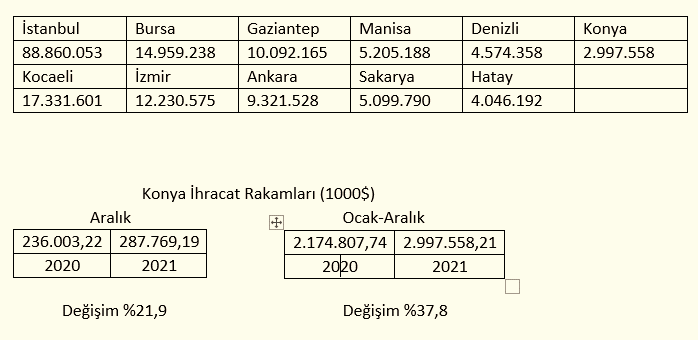 İstanbul Bursa Gaziantep Manisa Denizli Konya
88.860.053 14.959.238 10.092.165 5.205.188 4.574.358 2.997.558
Kocaeli İzmir Ankara Sakarya Hatay
17.331.601 12.230.575 9.321.528 5.099.790 4.046.192
Konya İhracat Rakamları (1000$)
Aralık Ocak-Aralık
236.003,22 287.769,19 2.174.807,74 2.997.558,21
2020 2021 2020 2021
Değişim %21,9 Değişim %37,8